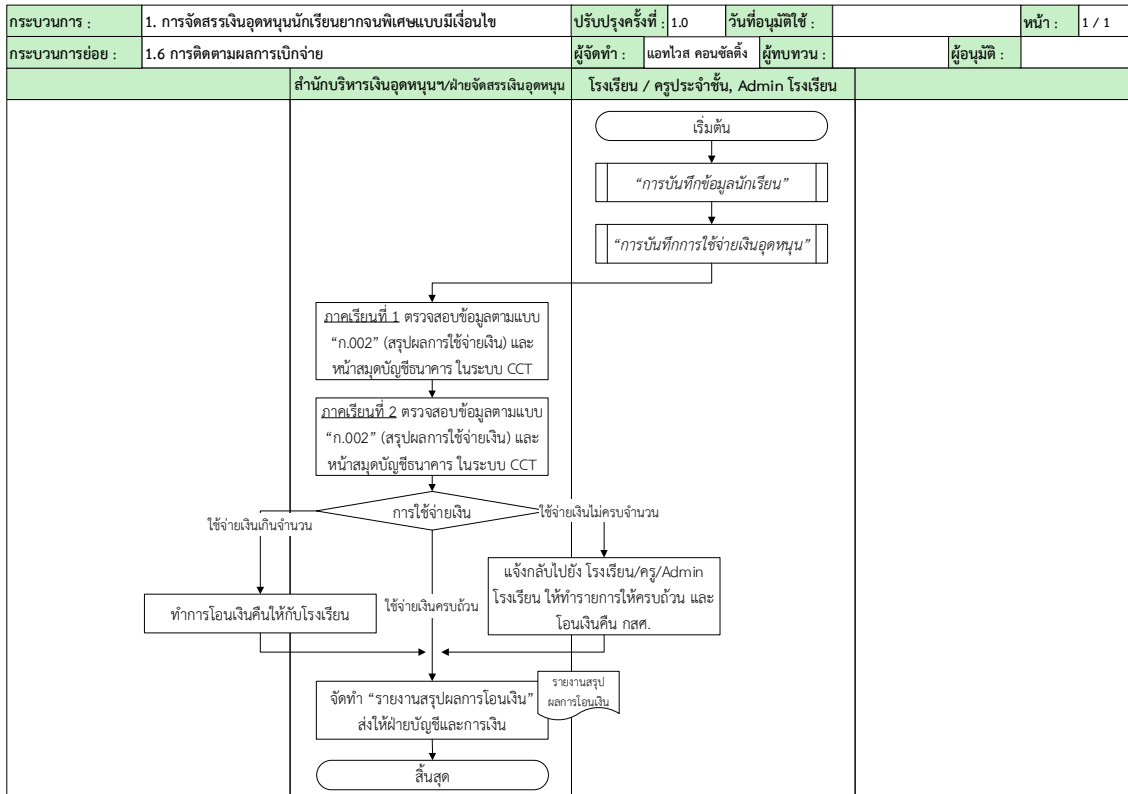 กระบวนการ : 1. การจัดสรรเงินอุดหนุนนักเรียนยากจนพิเศษแบบมีเงื่อนไข ปรับปรุงครั้งที่ : 1.0 วันที่อนุมัติใช้ : หน้า : 1 / 1
กระบวนการย่อย : 1.6 การติดตามผลการเบิกจ่าย ผู้จัดทำ : แอทไวส คอนซัลติ้ง ผู้ทบทวน : ผู้อนุมัติ :
สำนักบริหารเงินอุดหนุนฯ/ฝ่ายจัดสรรเงินอุดหนุน โรงเรียน / ครูประจำชั้น, Admin โรงเรียน
เริ่มต้น
“การบันทึกข้อมูลนักเรียน”
“การบันทึกการใช้จ่ายเงินอุดหนุน”
ภาคเรียนที่ 1 ตรวจสอบข้อมูลตามแบบ
“ก.002” (สรุปผลการใช้จ่ายเงิน) และ
หน้าสมุดบัญชีธนาคาร ในระบบ CCT
ภาคเรียนที่ 2 ตรวจสอบข้อมูลตามแบบ
“ก.002” (สรุปผลการใช้จ่ายเงิน) และ
หน้าสมุดบัญชีธนาคาร ในระบบ CCT
การใช้จ่ายเงิน
ใช้จ่ายเงินเกินจำนวน
ใช้จ่ายเงินไม่ครบจำนวน
ใช้จ่ายเงินครบถ้วน
ทำการโอนเงินคืนให้กับโรงเรียน
แจ้งกลับไปยัง โรงเรียน/ครู/Admin
โรงเรียน ให้ทำรายการให้ครบถ้วน และ
โอนเงินคืน กสศ.
จัดทำ “รายงานสรุปผลการโอนเงิน”
ส่งให้ฝ่ายบัญชีและการเงิน
รายงานสรุป
ผลการโอนเงิน
สิ้นสุด